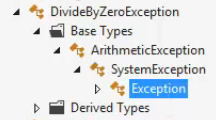 DivideByZeroException
Base Types
ArithmeticException
SystemException
Exception
Derived Types